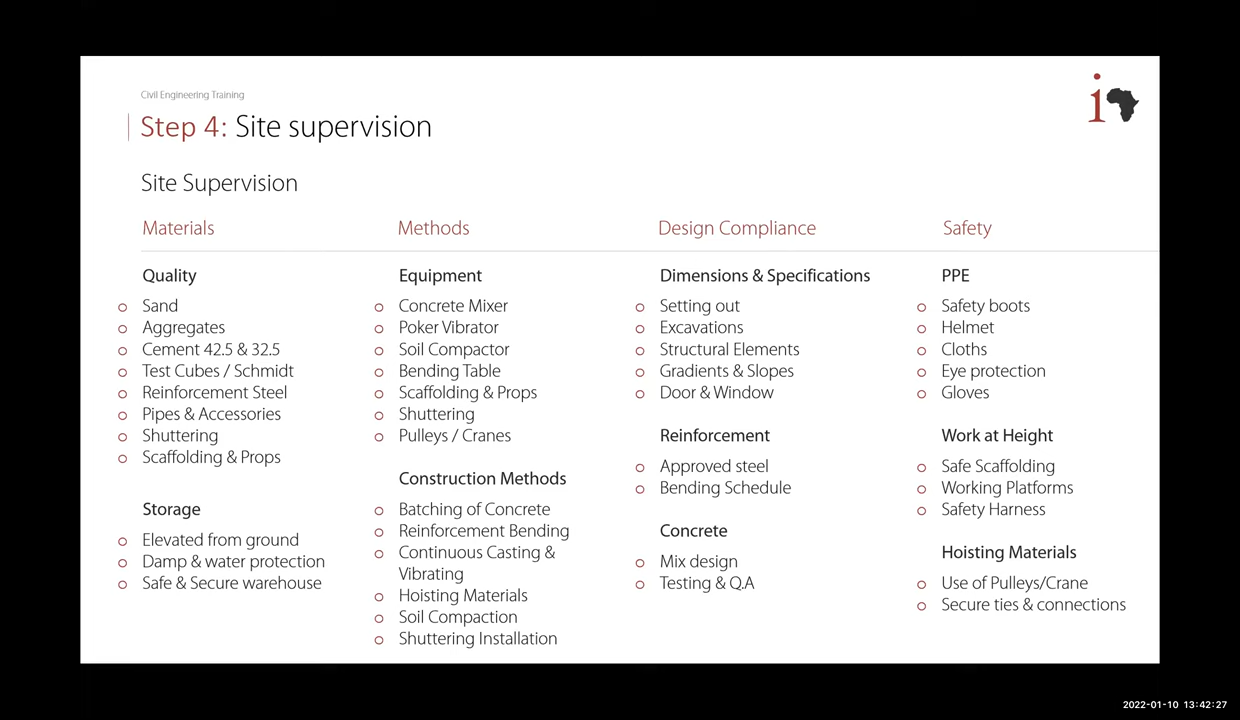 Civil Engineering Training
Step 4: Site supervision
i
Site Supervision
Materials
Quality
Sand
Aggregates
Cement 42.5 & 32.5
Test Cubes / Schmidt
Reinforcement Steel
Pipes & Accessories
Shuttering
Scaffolding & Props
Storage
Elevated from ground
Damp & water protection
Safe & Secure warehouse
Methods
Equipment
Concrete Mixer
Poker Vibrator
Soil Compactor
Bending Table
Scaffolding & Props
Shuttering
Pulleys / Cranes
Construction Methods
Batching of Concrete
Reinforcement Bending
Continuous Casting &
Vibrating
Hoisting Materials
Soil Compaction
Shuttering Installation
Design Compliance
Dimensions & Specifications
Setting out
Excavations
Structural Elements
Gradients & Slopes
Door & Window
Reinforcement
Approved steel
Bending Schedule
Concrete
Mix design
Testing & Q.A
Safety
PPE
Safety boots
Helmet
Cloths
Eye protection
Gloves
Work at Height
Safe Scaffolding
Working Platforms
Safety Harness
Hoisting Materials
Use of Pulleys/Crane
Secure ties & connections
2022-01-10 13:42:27